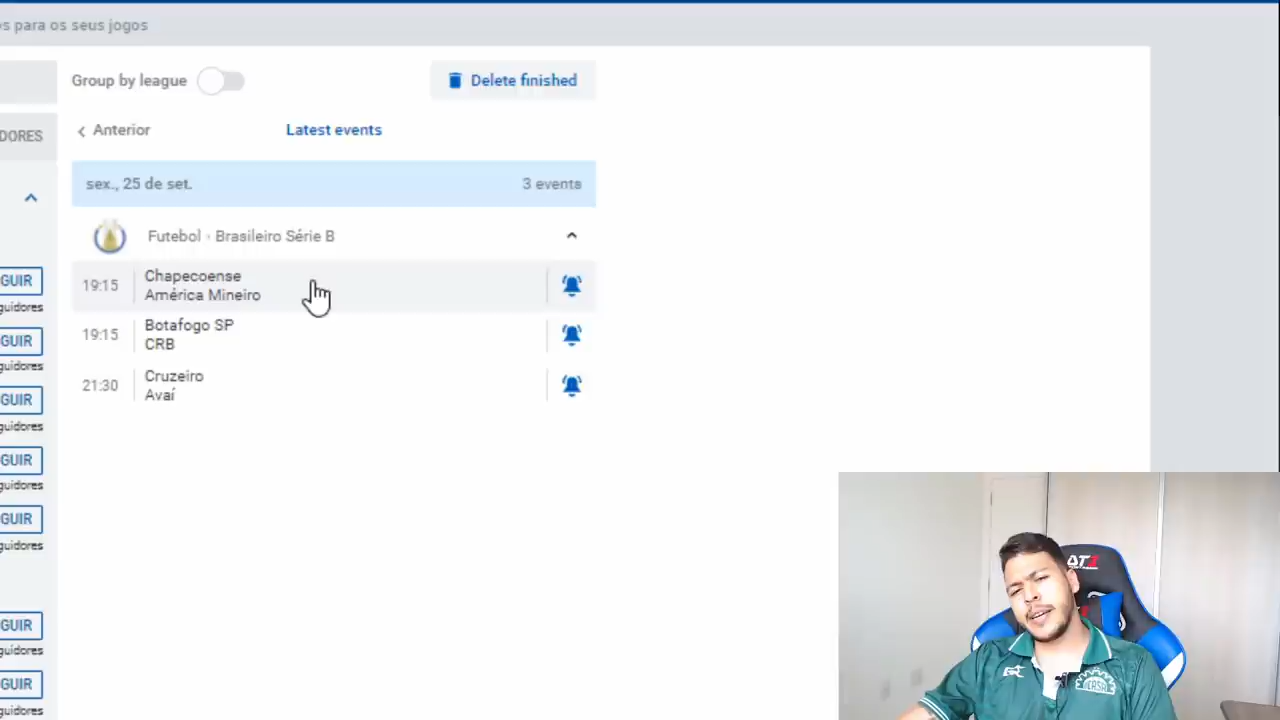 s para os seus jogos
Group by league
Delete finished
DORES
Anterior
Latest events
sex., 25 de set.
3 events
Futebol · Brasileiro Série B
19:15
Chapecoense
América Mineiro
19:15
Botafogo SP
CRB
21:30
Cruzeiro
Avaí
GUIR
guidores
GUIR
guidores
GUIR
guidores
GUIR
guidores
GUIR
guidores
GUIR
guidores
GUIR
guidores